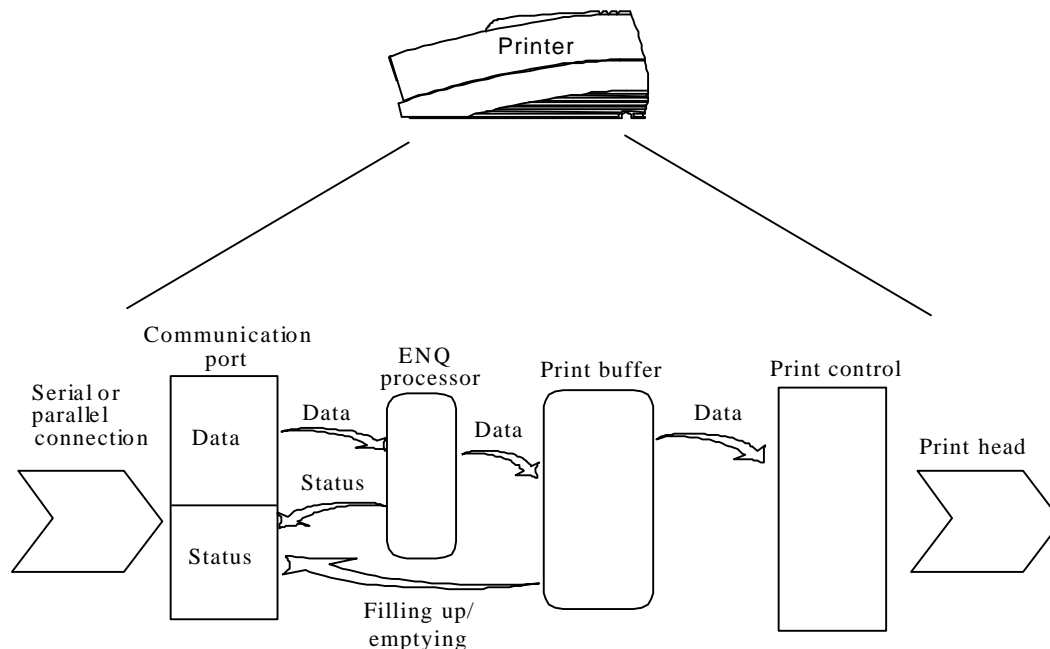 Printer
Communication
port
ENQ
processor
Print buffer
Print control
Serial or
parallel
connection
Data
Data
Data
Data
Print head
Status
Status
Filling up/
emptying